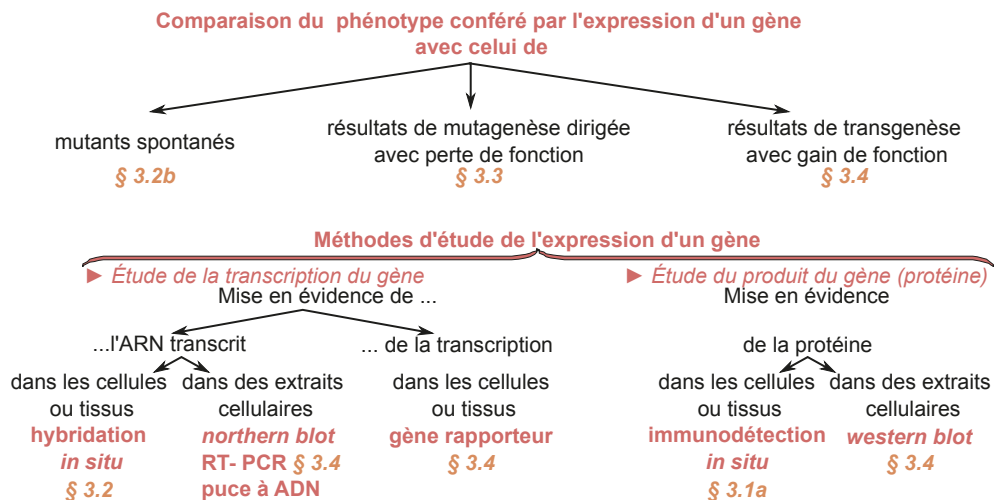 Comparaison du phénotype conféré par l'expression d'un gène
avec celui de
mutants spontanés
§ 3.2b
résultats de mutagenèse dirigée
avec perte de fonction
§ 3.3
résultats de transgenèse
avec gain de fonction
§ 3.4
Méthodes d'étude de l'expression d'un gène
► Étude de la transcription du gène
Mise en évidence de ...
...l'ARN transcrit
dans les cellules
ou tissus
hybridation
in situ
§ 3.2
dans des extraits
cellulaires
northern blot
RT- PCR § 3.4
puce à ADN
... de la transcription
dans les cellules
ou tissus
gène rapporteur
§ 3.4
► Étude du produit du gène (protéine)
Mise en évidence
de la protéine
dans les cellules
ou tissus
immunodétection
in situ
§ 3.1a
dans des extraits
cellulaires
western blot
§ 3.4